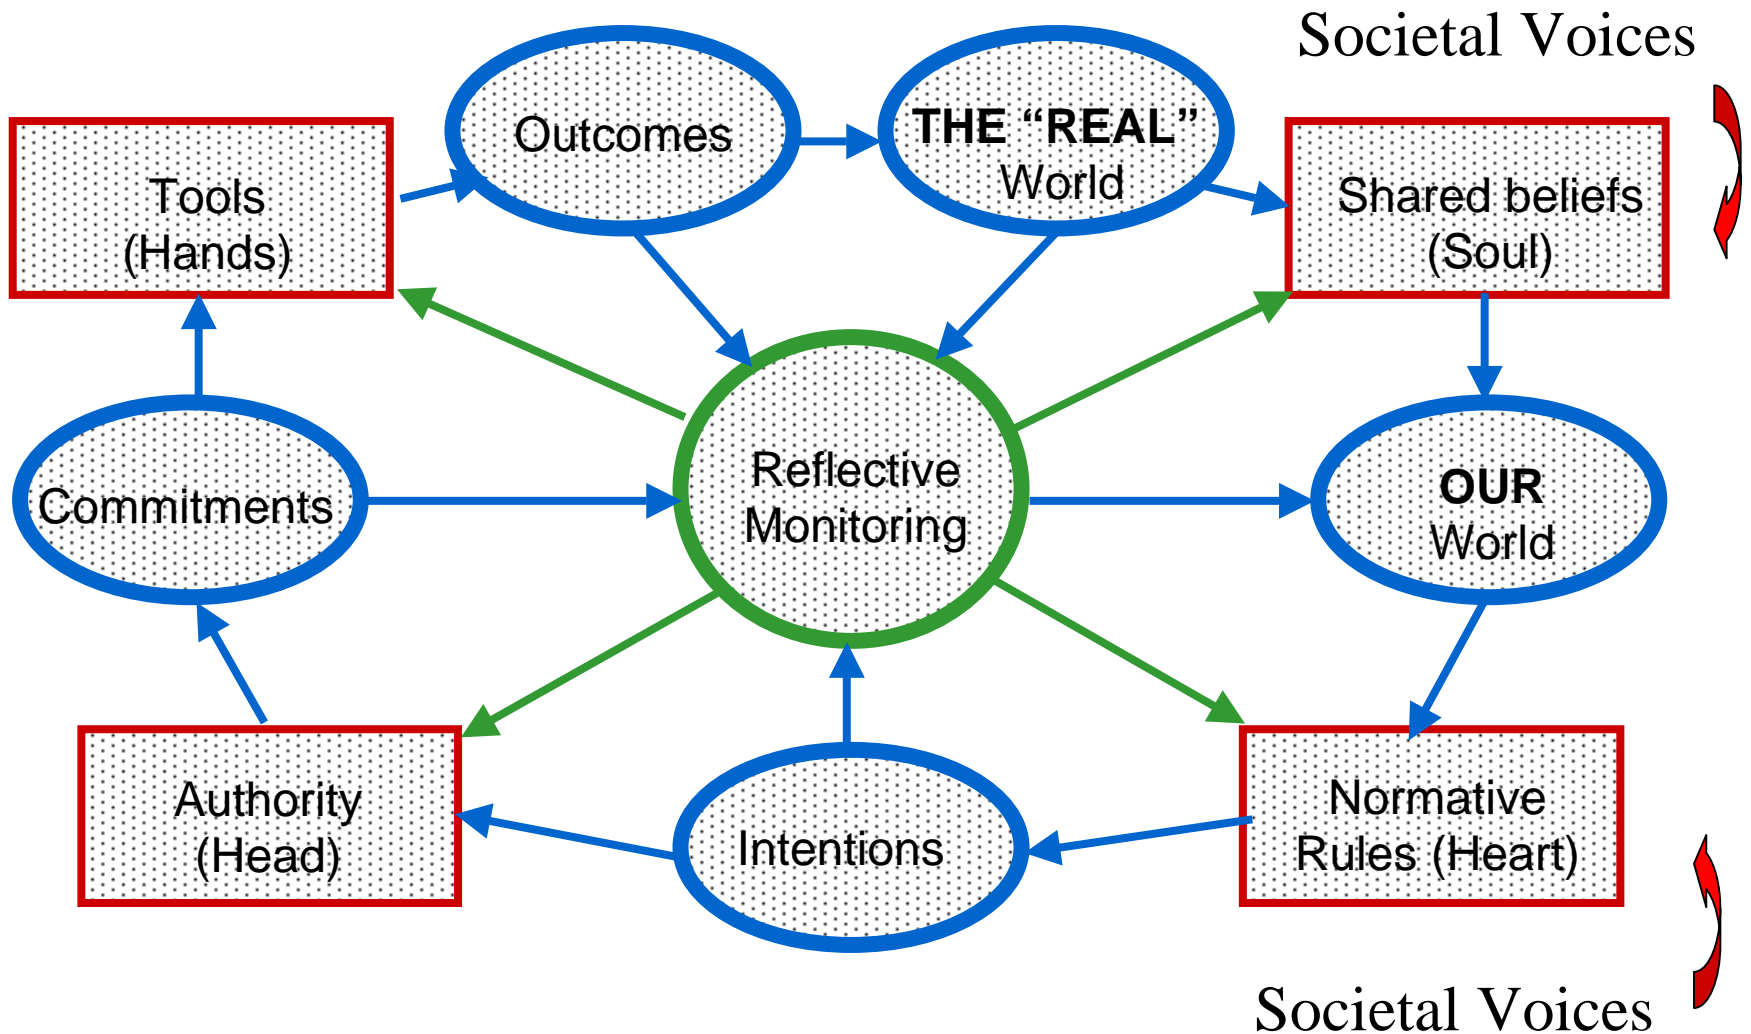 Societal Voices
Outcomes
THE “REAL”
World
Tools
(Hands)
Shared beliefs
(Soul)
Reflective
Monitoring
Commitments
OUR
World
Authority
(Head)
Intentions
Normative
Rules (Heart)
Societal Voices